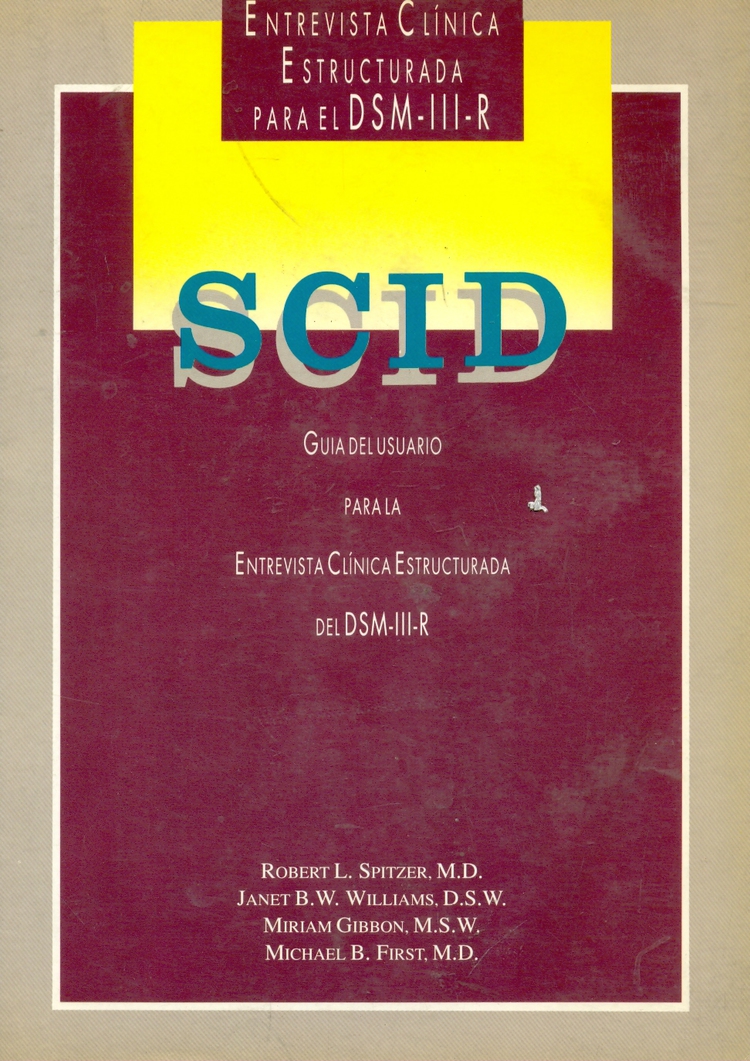 ENTREVISTA CLÍNICA
ESTRUCTURADA
PARA EL DSM-III-R
SCID
GUIA DEL USUARIO
PARA LA
ENTREVISTA CLÍNICA ESTRUCTURADA
DEL DSM-III-R
ROBERT L. SPITZER, M.D.
JANET B.W. WILLIAMS, D.S.W.
MIRIAM GIBBON, M.S.W.
MICHAEL B. FIRST, M.D.